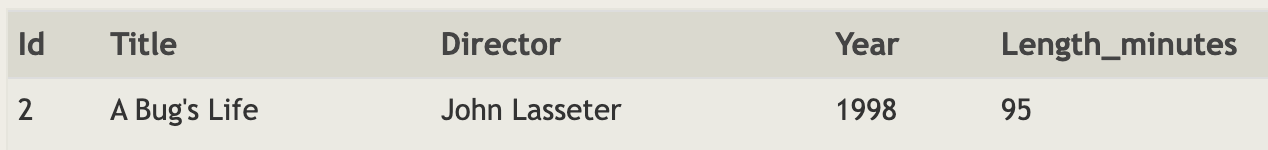 Id Title Director Year Length_minutes
2 A Bug's Life John Lasseter 1998 95